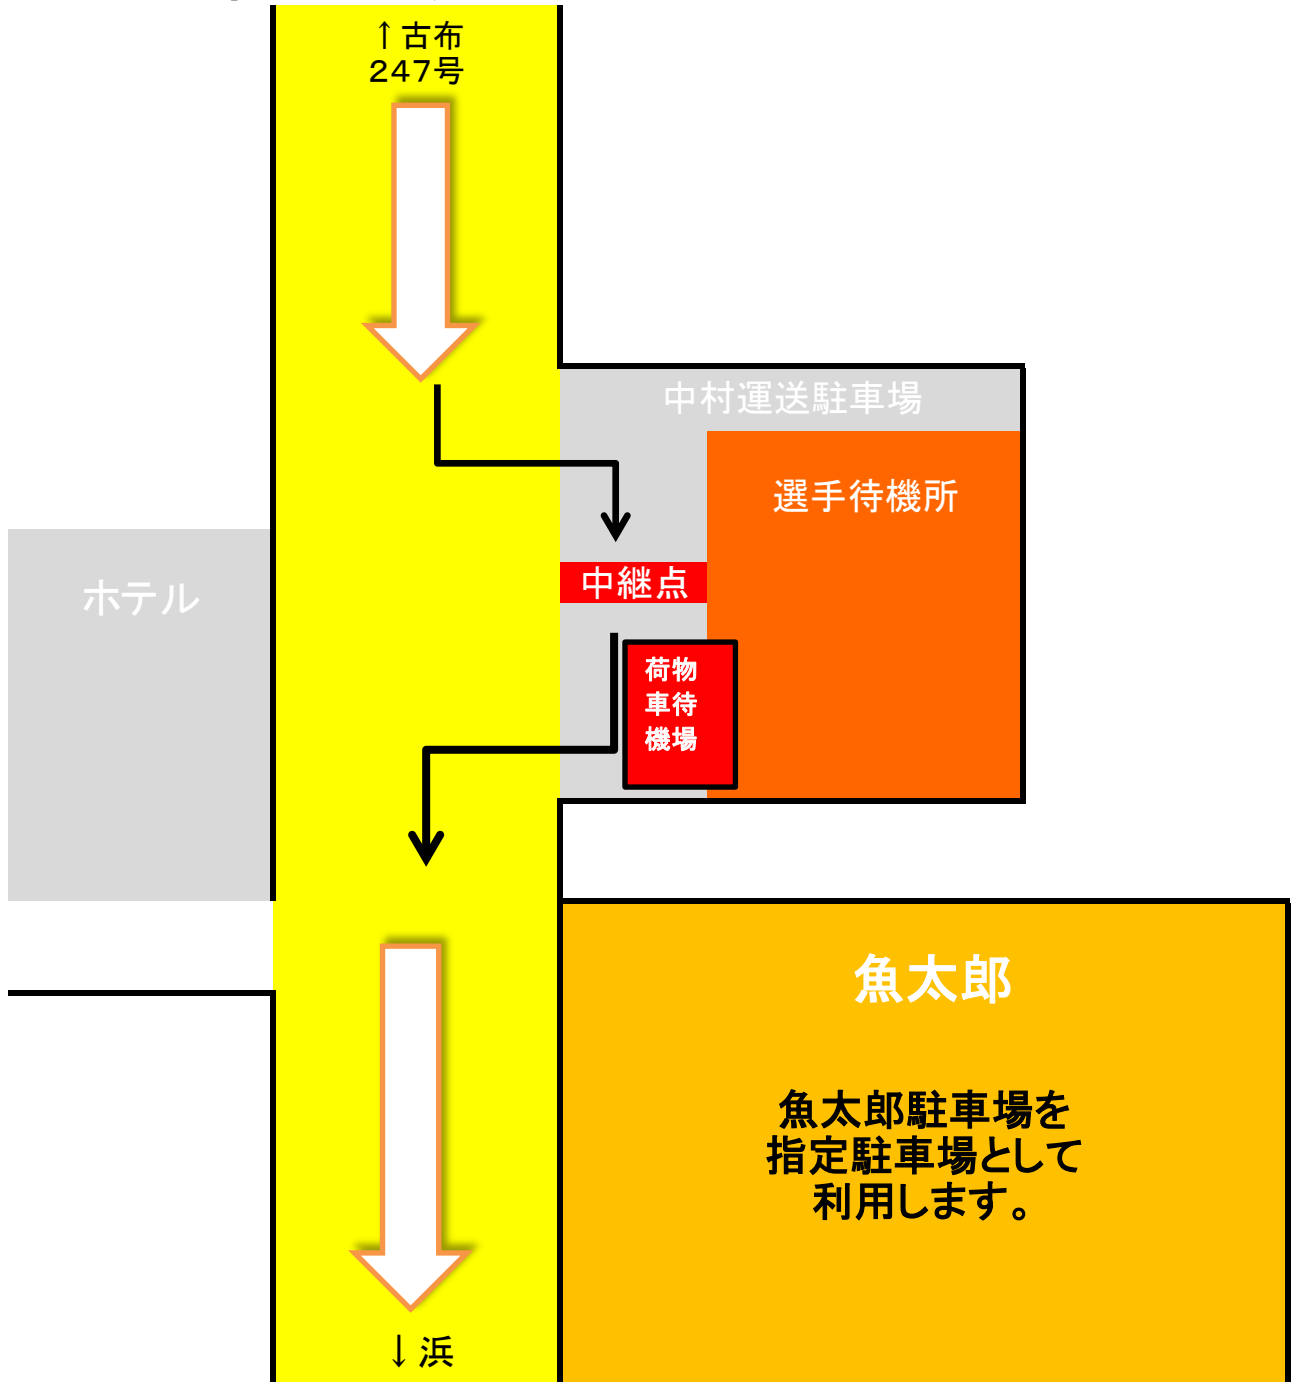 ↑古布
247号
中村運送駐車場
選手待機所
中継点
ホテル
荷物
車待
機場
魚太郎
魚太郎駐車場を
指定駐車場として
利用します。
↓浜